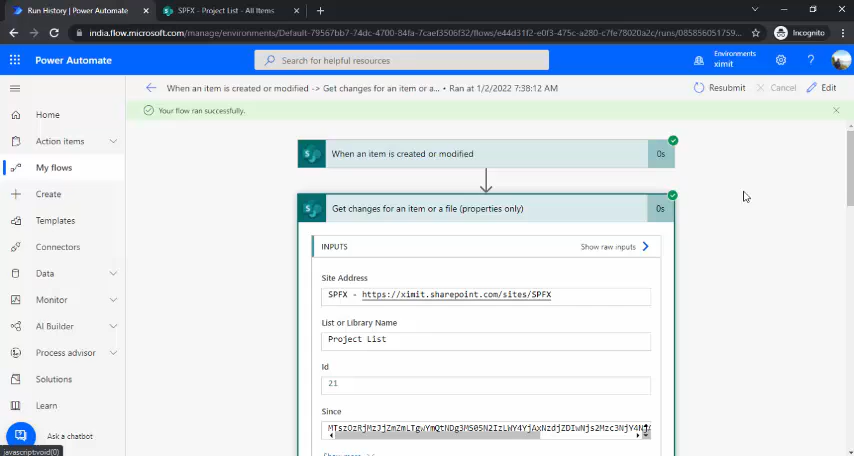 Run History | Power Automate
SPFX - Project List - All Items
india.flow.microsoft.com/manage/environments/Default-79567bb7-74dc-4700-84fa-7caef3506f32/flows/e44d31f2-e0f3-475c-a280-c7fe78020a2c/runs/085856051759...
Incognito
Power Automate
Search for helpful resources
Environments
ximit
When an item is created or modified -> Get changes for an item or a... • Ran at 1/2/2022 7:38:12 AM
Resubmit
Cancel
Edit
Your flow ran successfully.
Home
Action items
My flows
Create
Templates
Connectors
Data
Monitor
AI Builder
Process advisor
Solutions
Learn
Ask a chatbot
javascript:void(0)
When an item is created or modified
0s
Get changes for an item or a file (properties only)
0s
INPUTS
Show raw inputs
Site Address
SPFX - https://ximit.sharepoint.com/sites/SPFX
List or Library Name
Project List
Id
21
Since